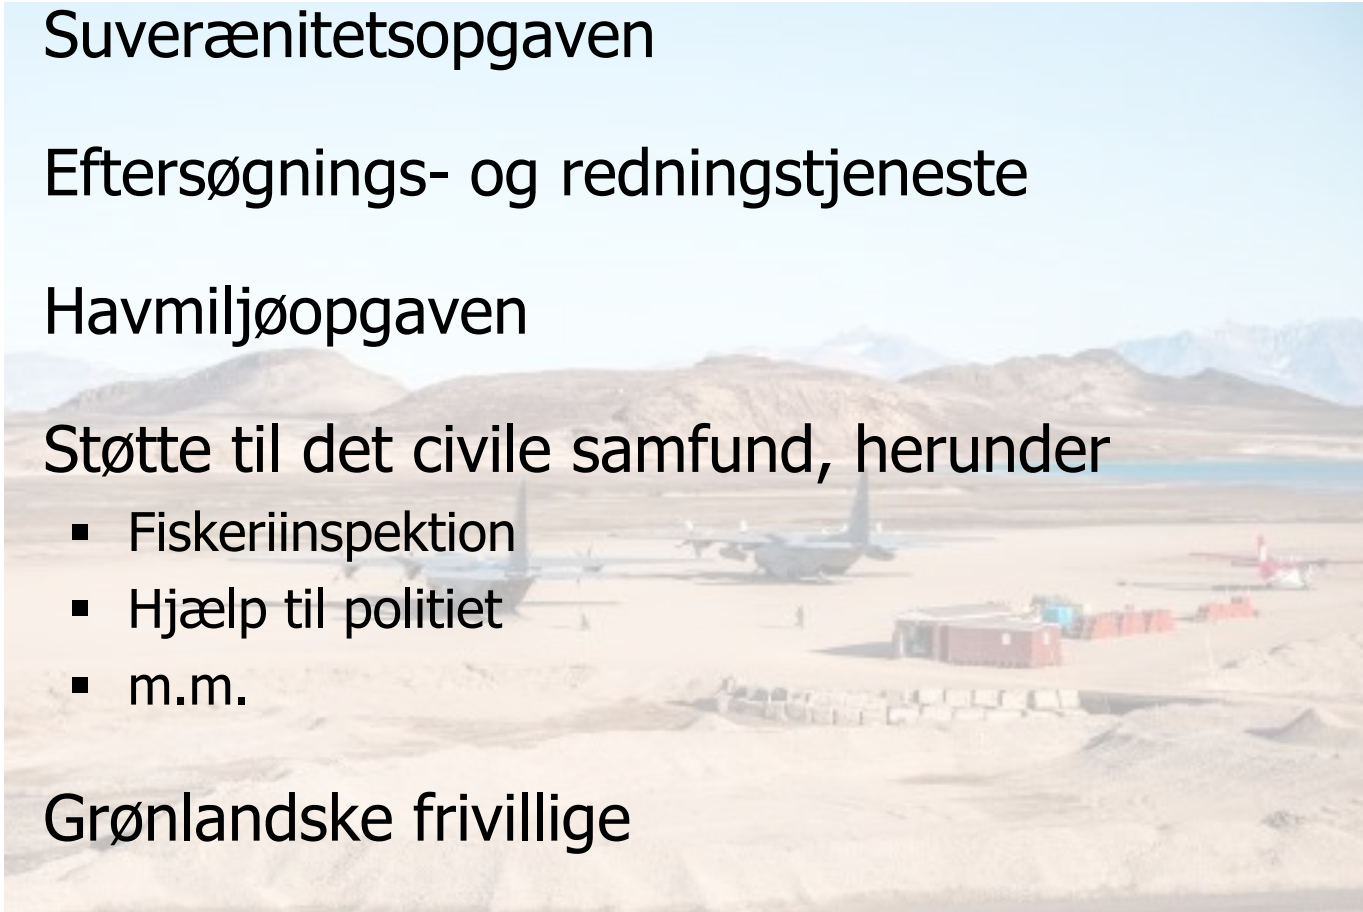 Suverænitetsopgaven
Eftersøgnings- og redningstjeneste
Havmiljøopgaven
Støtte til det civile samfund, herunder
▪ Fiskeriinspektion
▪ Hjælp til politiet
▪ m.m.
Grønlandske frivillige